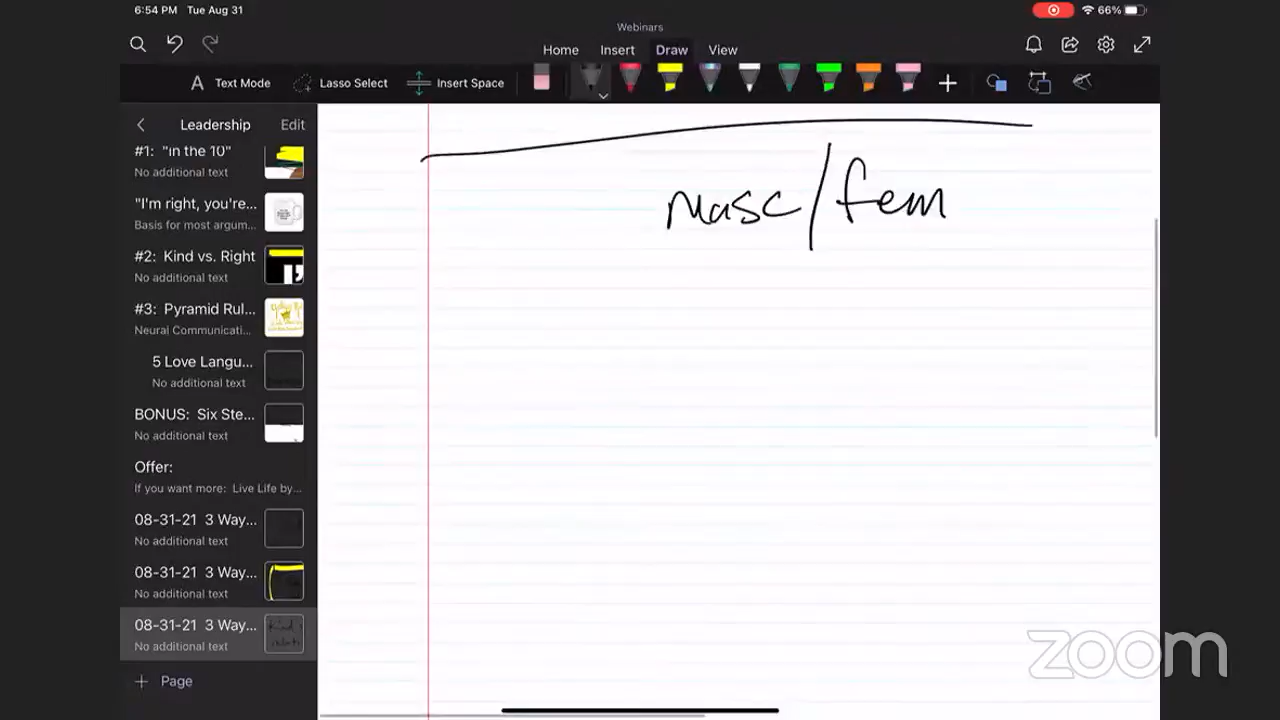 6:54 PM Tue Aug 31
66%
Webinars
Home Insert Draw View
Text Mode Lasso Select Insert Space
Leadership Edit
#1: "in the 10"
No additional text
"I'm right, you're...
Basis for most argum...
#2: Kind vs. Right
No additional text
#3: Pyramid Rul...
Neural Communicati...
5 Love Langu...
No additional text
BONUS: Six Ste...
No additional text
Offer:
If you want more: Live Life by...
08-31-21 3 Way...
No additional text
08-31-21 3 Way...
No additional text
08-31-21 3 Way...
No additional text
+ Page
masc/fem
zoom